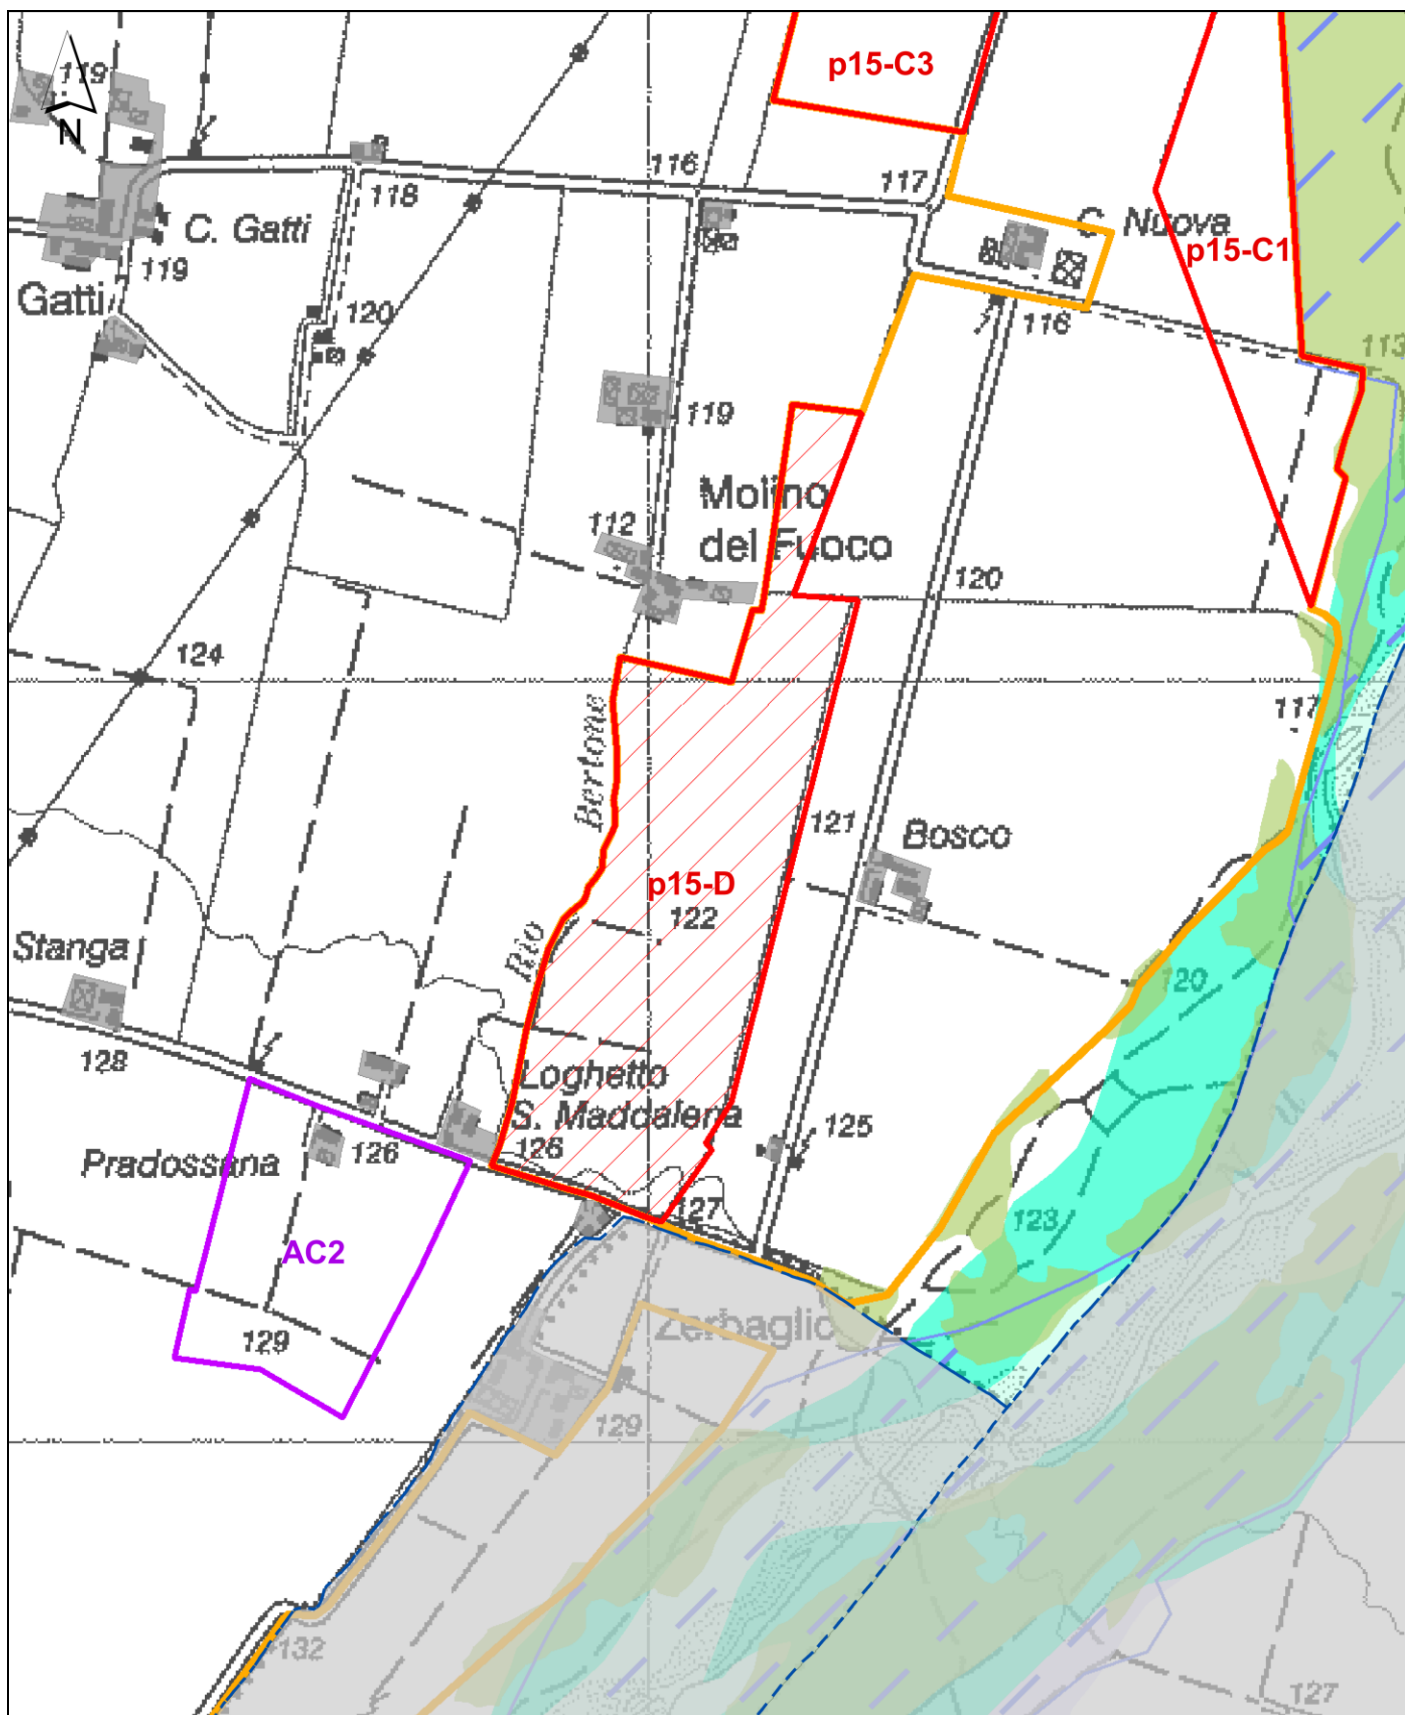 p15-C3
119
N
116
117
118
C. Gatti
C. Nuova
p15-C1
119
Gatti
120
116
113
119
Molino
del Fuoco
112
120
124
117
Bertone
121
Bosco
p15-D
122
Stanga
Rio
120
128
Loghetto
S. Maddalena
125
126
126
Pradossana
127
123
AC2
129
Zerbaglio
129
132
127